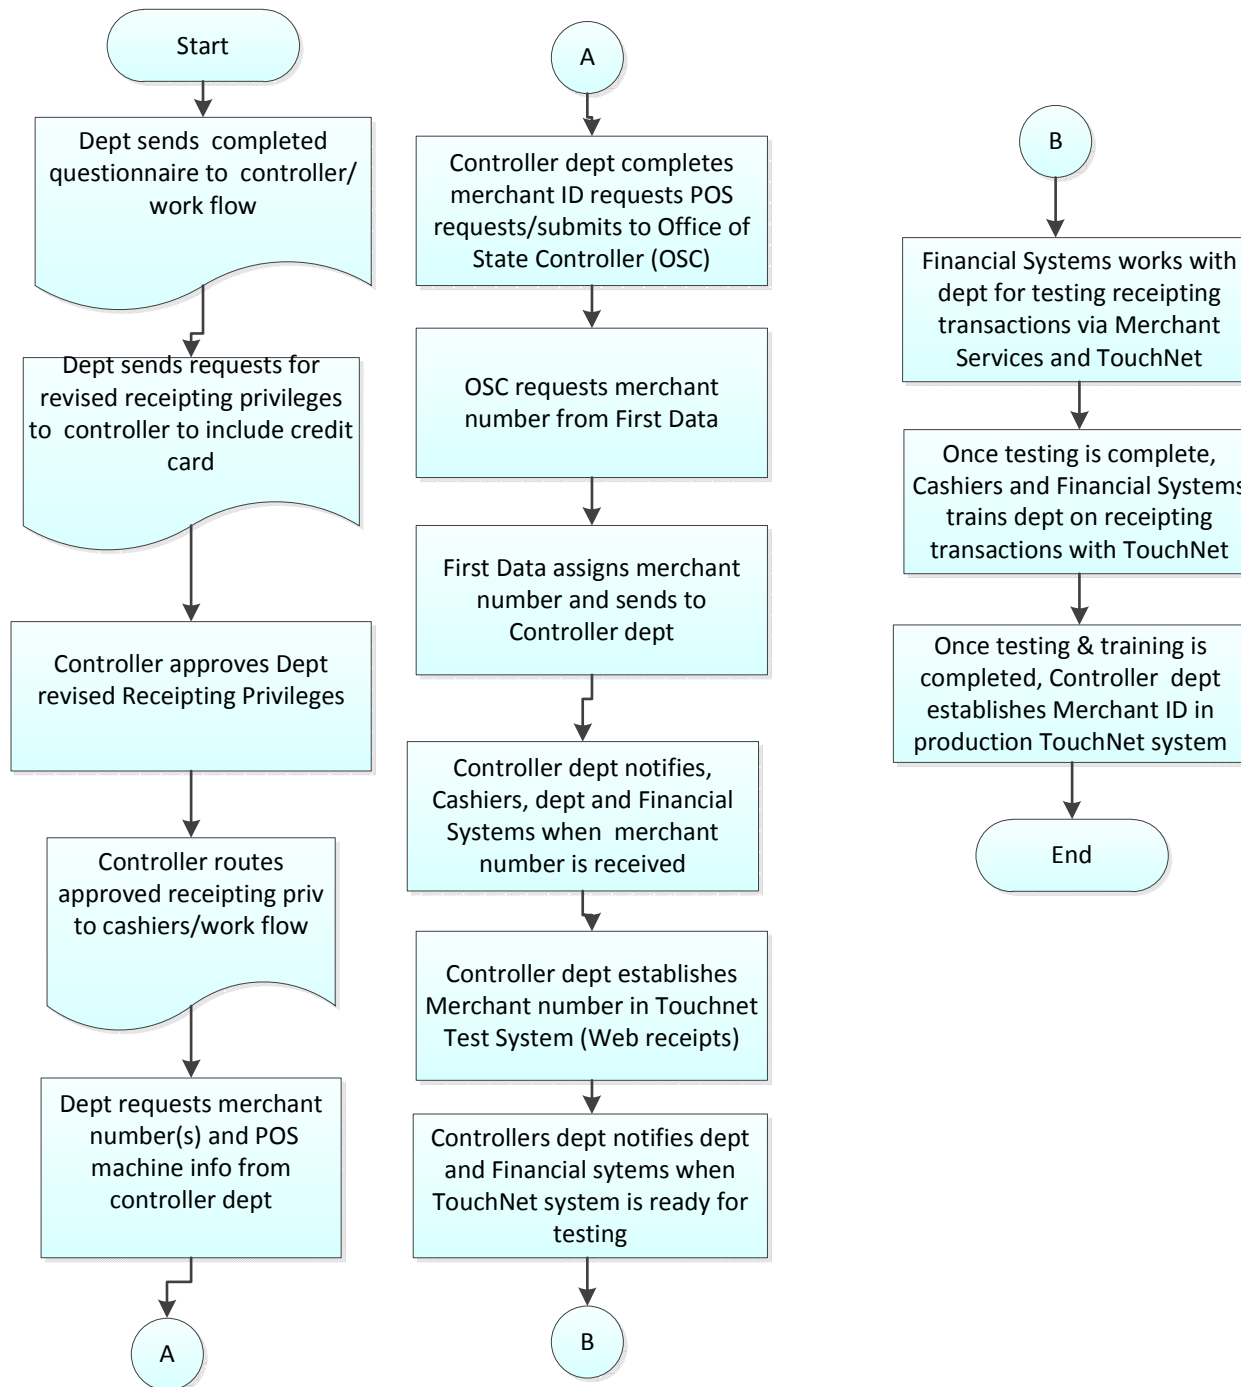 Start
Dept sends completed
questionnaire to controller/
work flow
Dept sends requests for
revised receipting privileges
to controller to include credit
card
Controller approves Dept
revised Receipting Privileges
Controller routes
approved receipting priv
to cashiers/work flow
Dept requests merchant
number(s) and POS
machine info from
controller dept
A
A
Controller dept completes
merchant ID requests POS
requests/submits to Office of
State Controller (OSC)
OSC requests merchant
number from First Data
First Data assigns merchant
number and sends to
Controller dept
Controller dept notifies,
Cashiers, dept and Financial
Systems when merchant
number is received
Controller dept establishes
Merchant number in Touchnet
Test System (Web receipts)
Controllers dept notifies dept
and Financial sytems when
TouchNet system is ready for
testing
B
B
Financial Systems works with
dept for testing receipting
transactions via Merchant
Services and TouchNet
Once testing is complete,
Cashiers and Financial Systems
trains dept on receipting
transactions with TouchNet
Once testing & training is
completed, Controller dept
establishes Merchant ID in
production TouchNet system
End